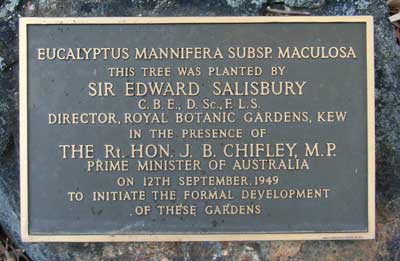 EUCALYPTUS MANNIFERA SUBSP. MACULOSA
THIS TREE WAS PLANTED BY
SIR EDWARD SALISBURY
C.B.E., D.Sc., F.L.S.
DIRECTOR, ROYAL BOTANIC GARDENS, KEW
IN THE PRESENCE OF
THE Rt. HON. J. B. CHIFLEY, M.P.
PRIME MINISTER OF AUSTRALIA
ON 12TH SEPTEMBER. 1949
TO INITIATE THE FORMAL DEVELOPMENT
OF THESE GARDENS